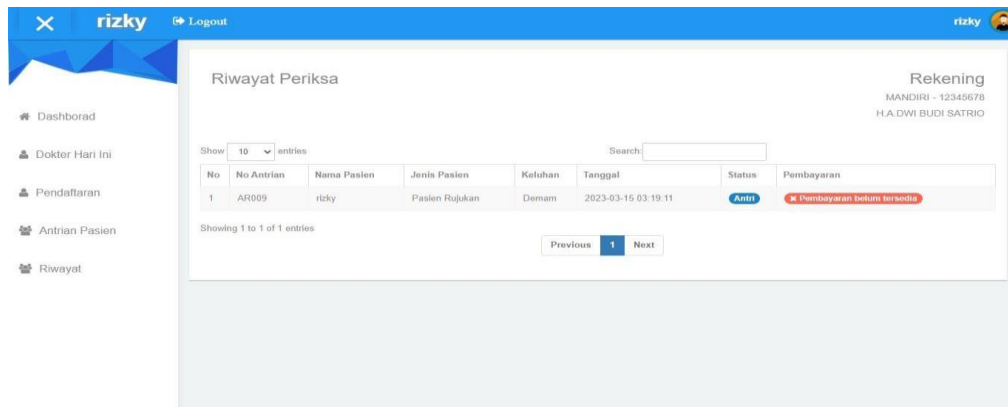 rizky Logout rizky
Riwayat Periksa
Rekening
MANDIRI - 12345678
H.A.DWI BUDI SATRIO
Dashborad
Dokter Hari Ini
Pendaftaran
Antrian Pasien
Riwayat
Show 10 entries Search:
No No Antrian Nama Pasien Jenis Pasien Keluhan Tanggal Status Pembayaran
1 AR009 rizky Pasien Rujukan Demam 2023-03-15 03:19:11 Antri Pembayaran belum tersedia
Showing 1 to 1 of 1 entries
Previous 1 Next